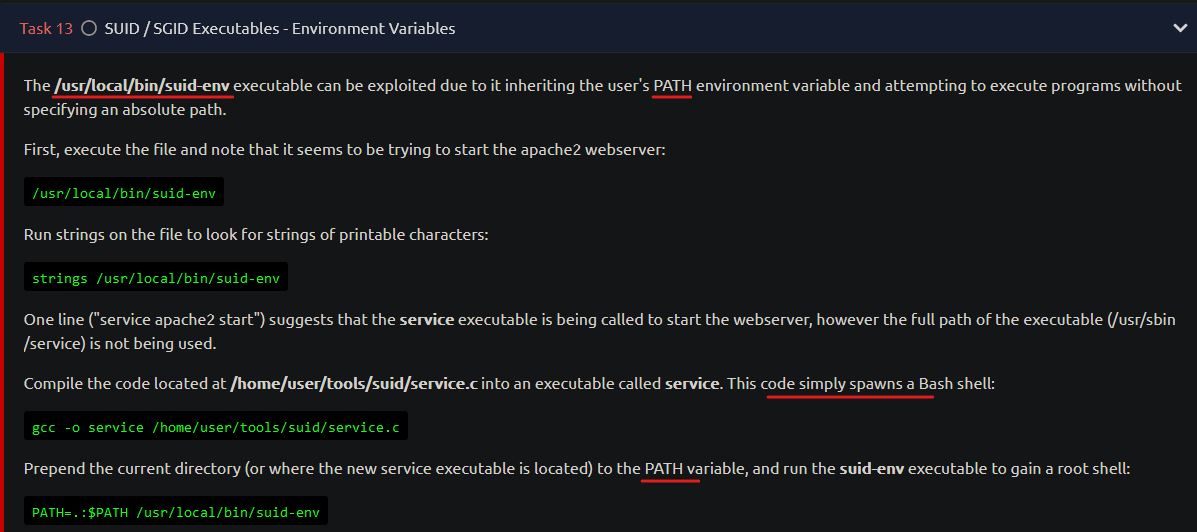 Task 13 SUID / SGID Executables - Environment Variables
The /usr/local/bin/suid-env executable can be exploited due to it inheriting the user's PATH environment variable and attempting to execute programs without
specifying an absolute path.
First, execute the file and note that it seems to be trying to start the apache2 webserver:
/usr/local/bin/suid-env
Run strings on the file to look for strings of printable characters:
strings /usr/local/bin/suid-env
One line ("service apache2 start") suggests that the service executable is being called to start the webserver, however the full path of the executable (/usr/sbin
/service) is not being used.
Compile the code located at /home/user/tools/suid/service.c into an executable called service. This code simply spawns a Bash shell:
gcc -o service /home/user/tools/suid/service.c
Prepend the current directory (or where the new service executable is located) to the PATH variable, and run the suid-env executable to gain a root shell:
PATH=.:$PATH /usr/local/bin/suid-env